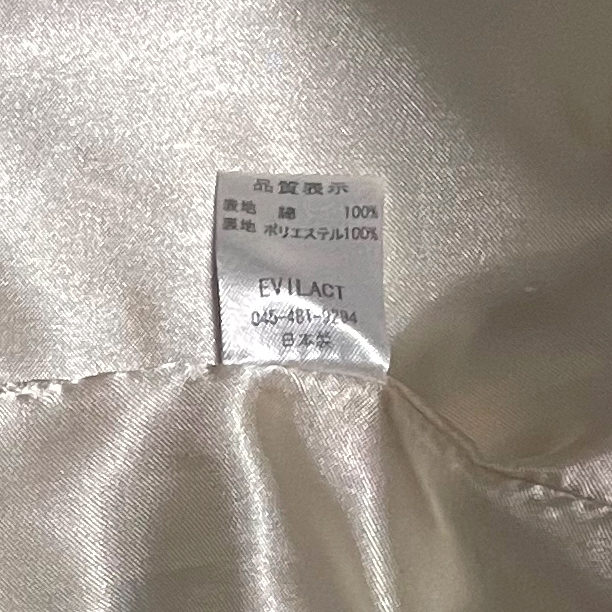 品質表示
表地 綿 100%
裏地 ポリエステル100%
EVILACT
045-481-9294
日本製